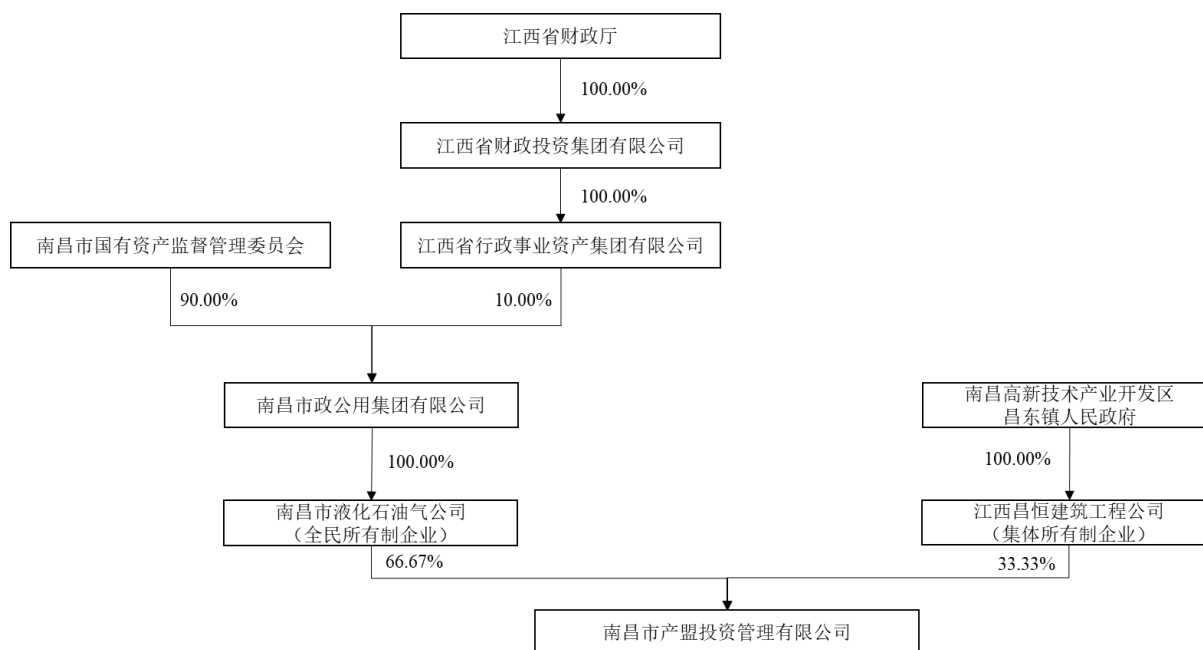 江西省财政厅
100.00%
江西省财政投资集团有限公司
100.00%
南昌市国有资产监督管理委员会
江西省行政事业资产集团有限公司
90.00%
10.00%
南昌市政公用集团有限公司
南昌高新技术产业开发区
昌东镇人民政府
100.00%
100.00%
南昌市液化石油气公司
（全民所有制企业）
江西昌恒建筑工程公司
（集体所有制企业）
66.67%
33.33%
南昌市产盟投资管理有限公司